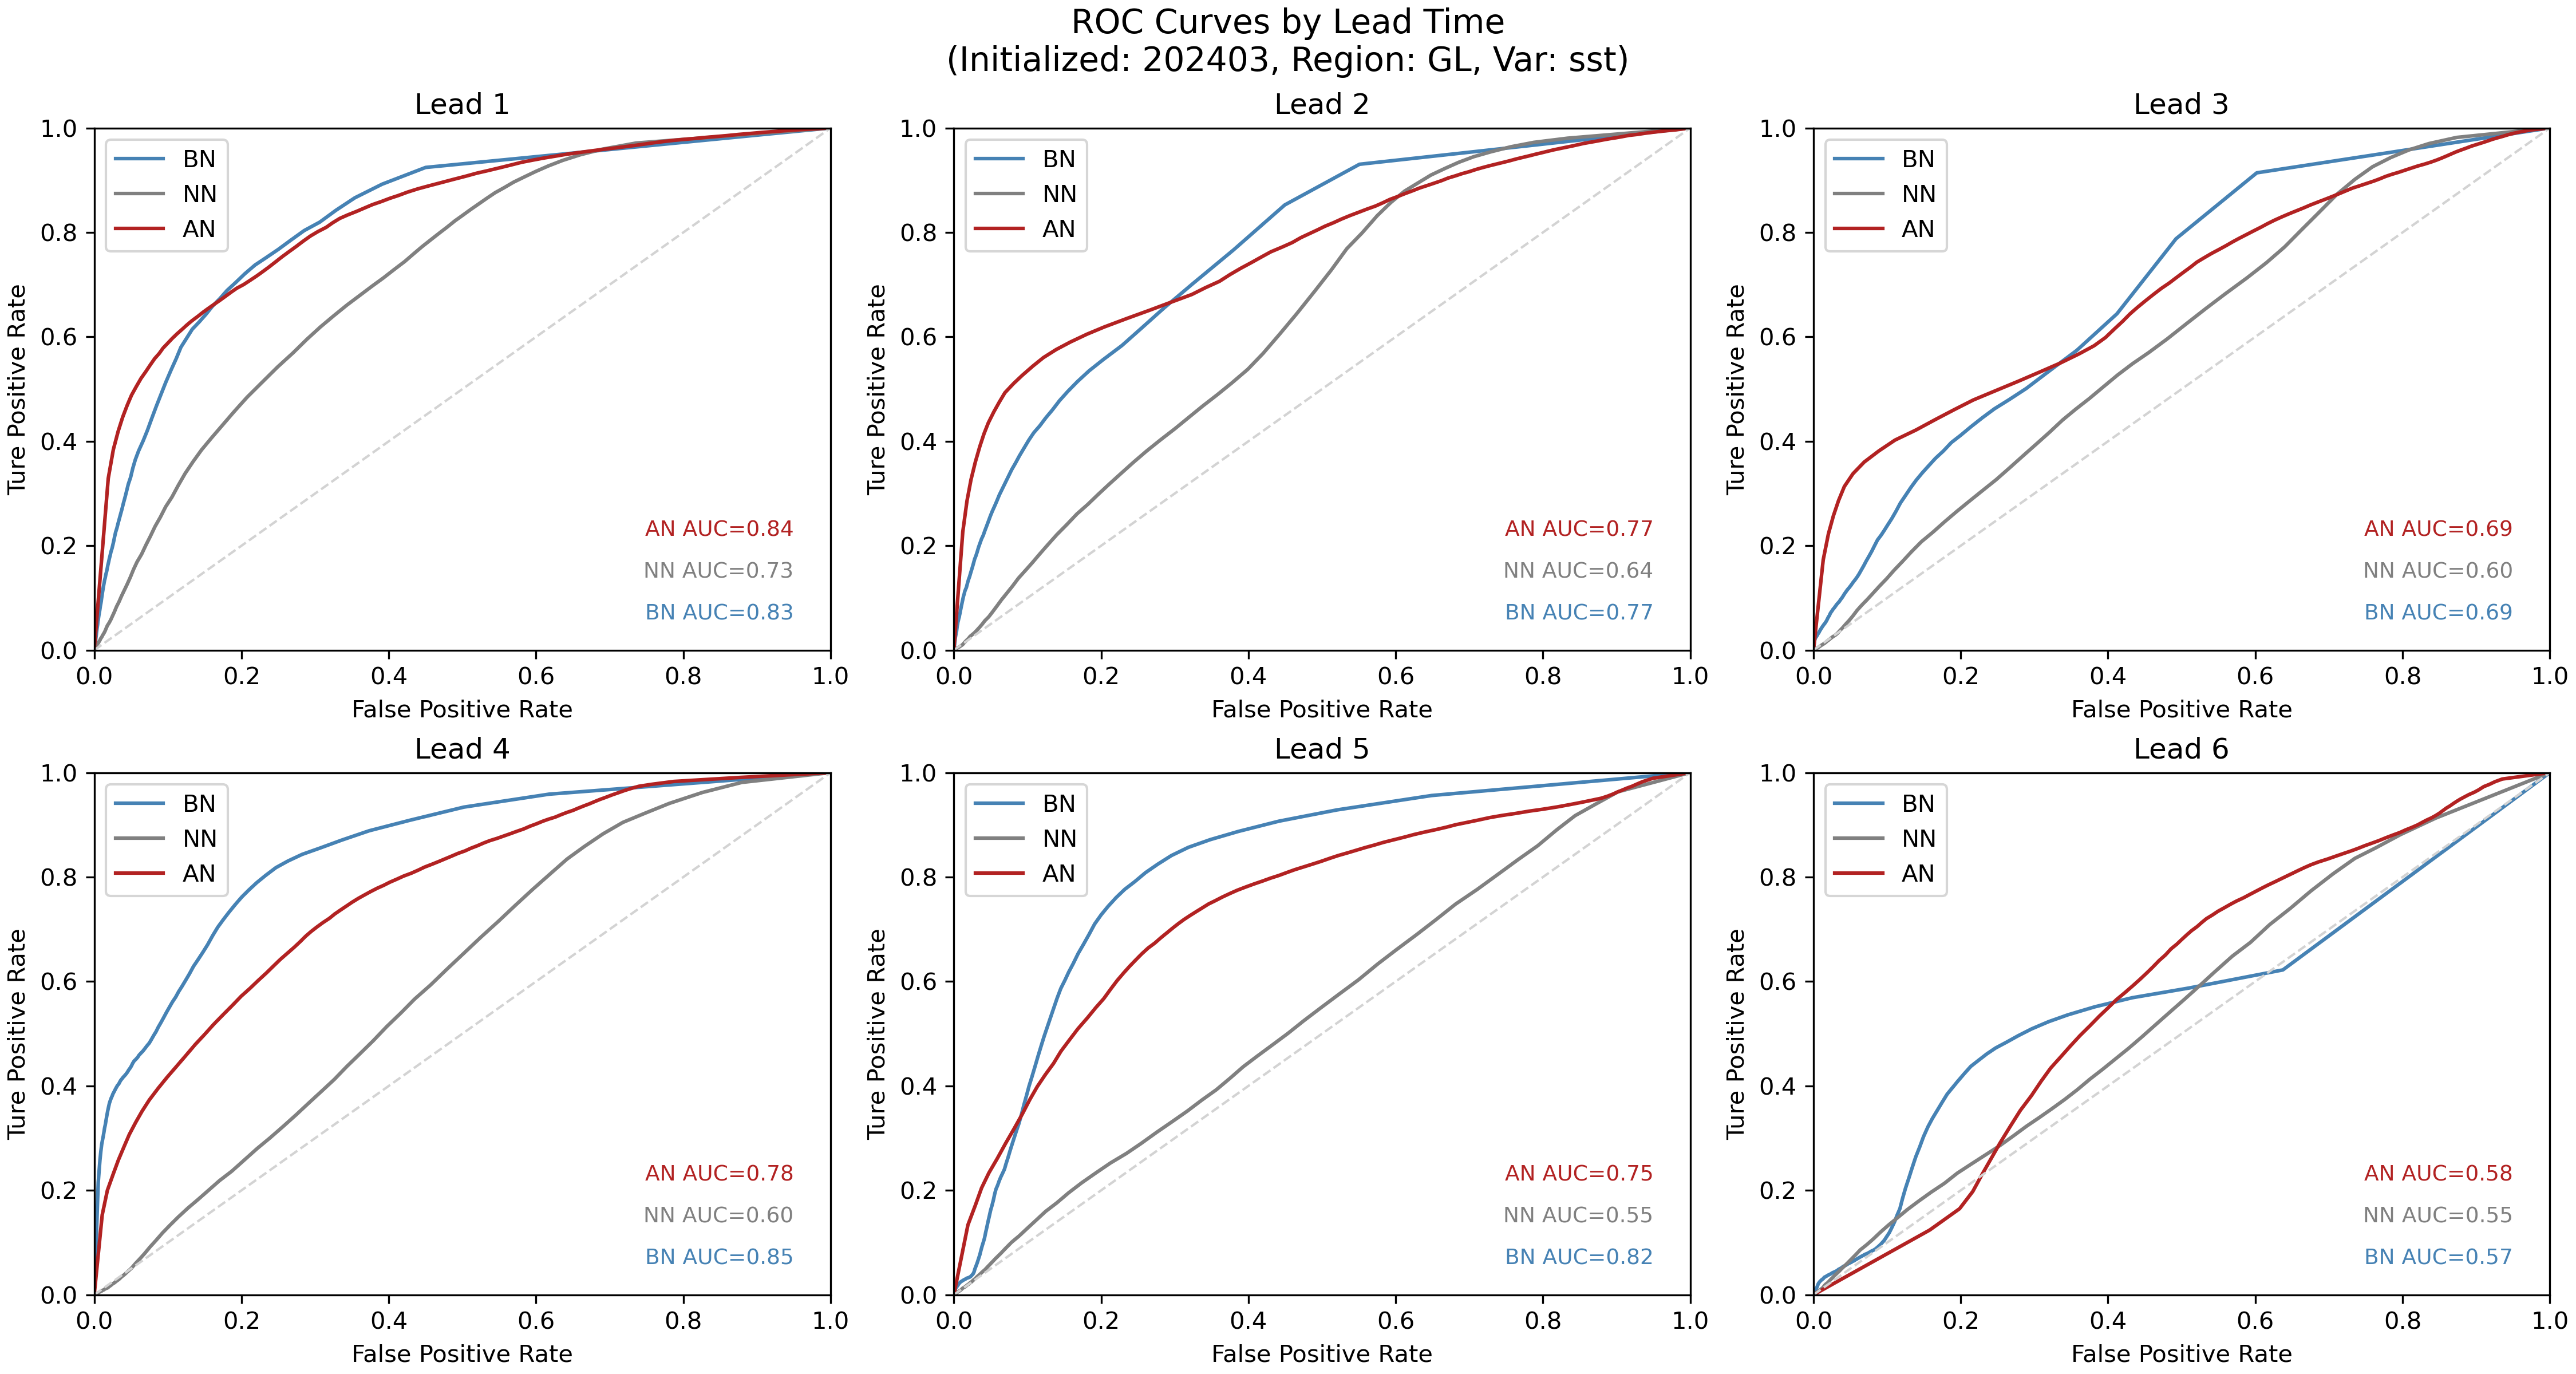 ROC Curves by Lead Time
(Initialized: 202403, Region: GL, Var: sst)
Lead 1
1.0
0.8
0.6
0.4
0.2
0.0
Ture Positive Rate
BN
NN
AN
AN AUC=0.84
NN AUC=0.73
BN AUC=0.83
0.0 0.2 0.4 0.6 0.8 1.0
False Positive Rate
Lead 2
1.0
0.8
0.6
0.4
0.2
0.0
Ture Positive Rate
BN
NN
AN
AN AUC=0.77
NN AUC=0.64
BN AUC=0.77
0.0 0.2 0.4 0.6 0.8 1.0
False Positive Rate
Lead 3
1.0
0.8
0.6
0.4
0.2
0.0
Ture Positive Rate
BN
NN
AN
AN AUC=0.69
NN AUC=0.60
BN AUC=0.69
0.0 0.2 0.4 0.6 0.8 1.0
False Positive Rate
Lead 4
1.0
0.8
0.6
0.4
0.2
0.0
Ture Positive Rate
BN
NN
AN
AN AUC=0.78
NN AUC=0.60
BN AUC=0.85
0.0 0.2 0.4 0.6 0.8 1.0
False Positive Rate
Lead 5
1.0
0.8
0.6
0.4
0.2
0.0
Ture Positive Rate
BN
NN
AN
AN AUC=0.75
NN AUC=0.55
BN AUC=0.82
0.0 0.2 0.4 0.6 0.8 1.0
False Positive Rate
Lead 6
1.0
0.8
0.6
0.4
0.2
0.0
Ture Positive Rate
BN
NN
AN
AN AUC=0.58
NN AUC=0.55
BN AUC=0.57
0.0 0.2 0.4 0.6 0.8 1.0
False Positive Rate